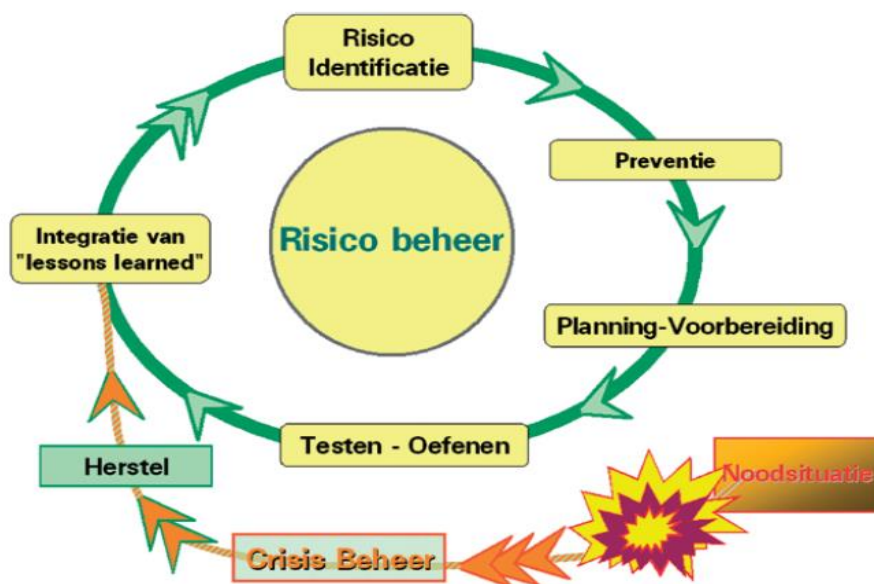 Risico
Identificatie
Preventie
Integratie van
"lessons learned"
Risico beheer
Planning-Voorbereiding
Testen - Oefenen
Herstel
Noodsituatie
Crisis Beheer